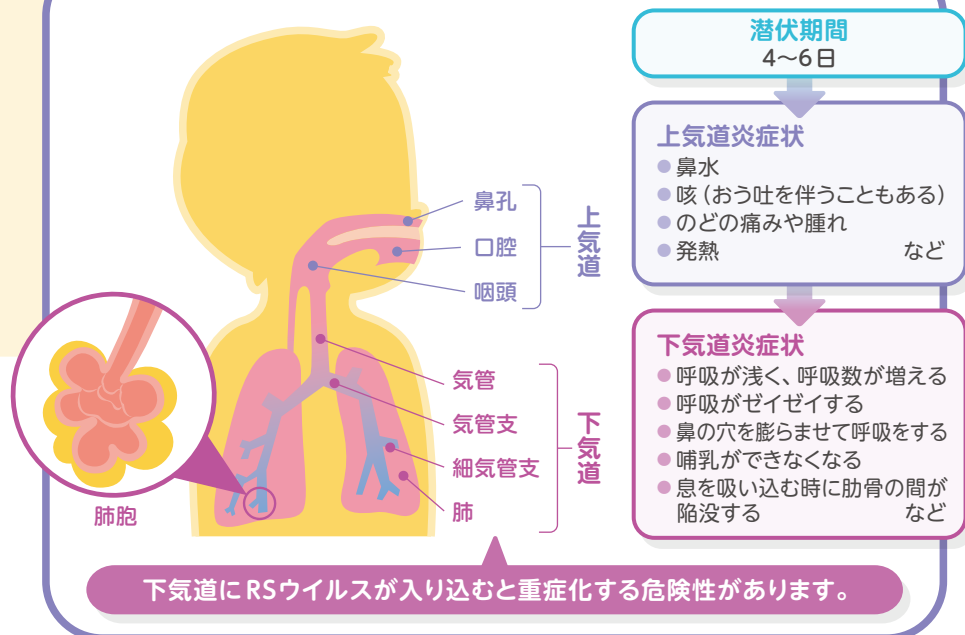 鼻孔
口腔
咽頭
上気道
気管
気管支
細気管支
肺
下気道
肺胞
潜伏期間
4〜6日
上気道炎症状
●鼻水
●咳（おう吐を伴うこともある）
●のどの痛みや腫れ
●発熱 など
下気道炎症状
●呼吸が浅く、呼吸数が増える
●呼吸がゼイゼイする
●鼻の穴を膨らませて呼吸をする
●哺乳ができなくなる
●息を吸い込む時に肋骨の間が
陥没する など
下気道にRSウイルスが入り込むと重症化する危険性があります。